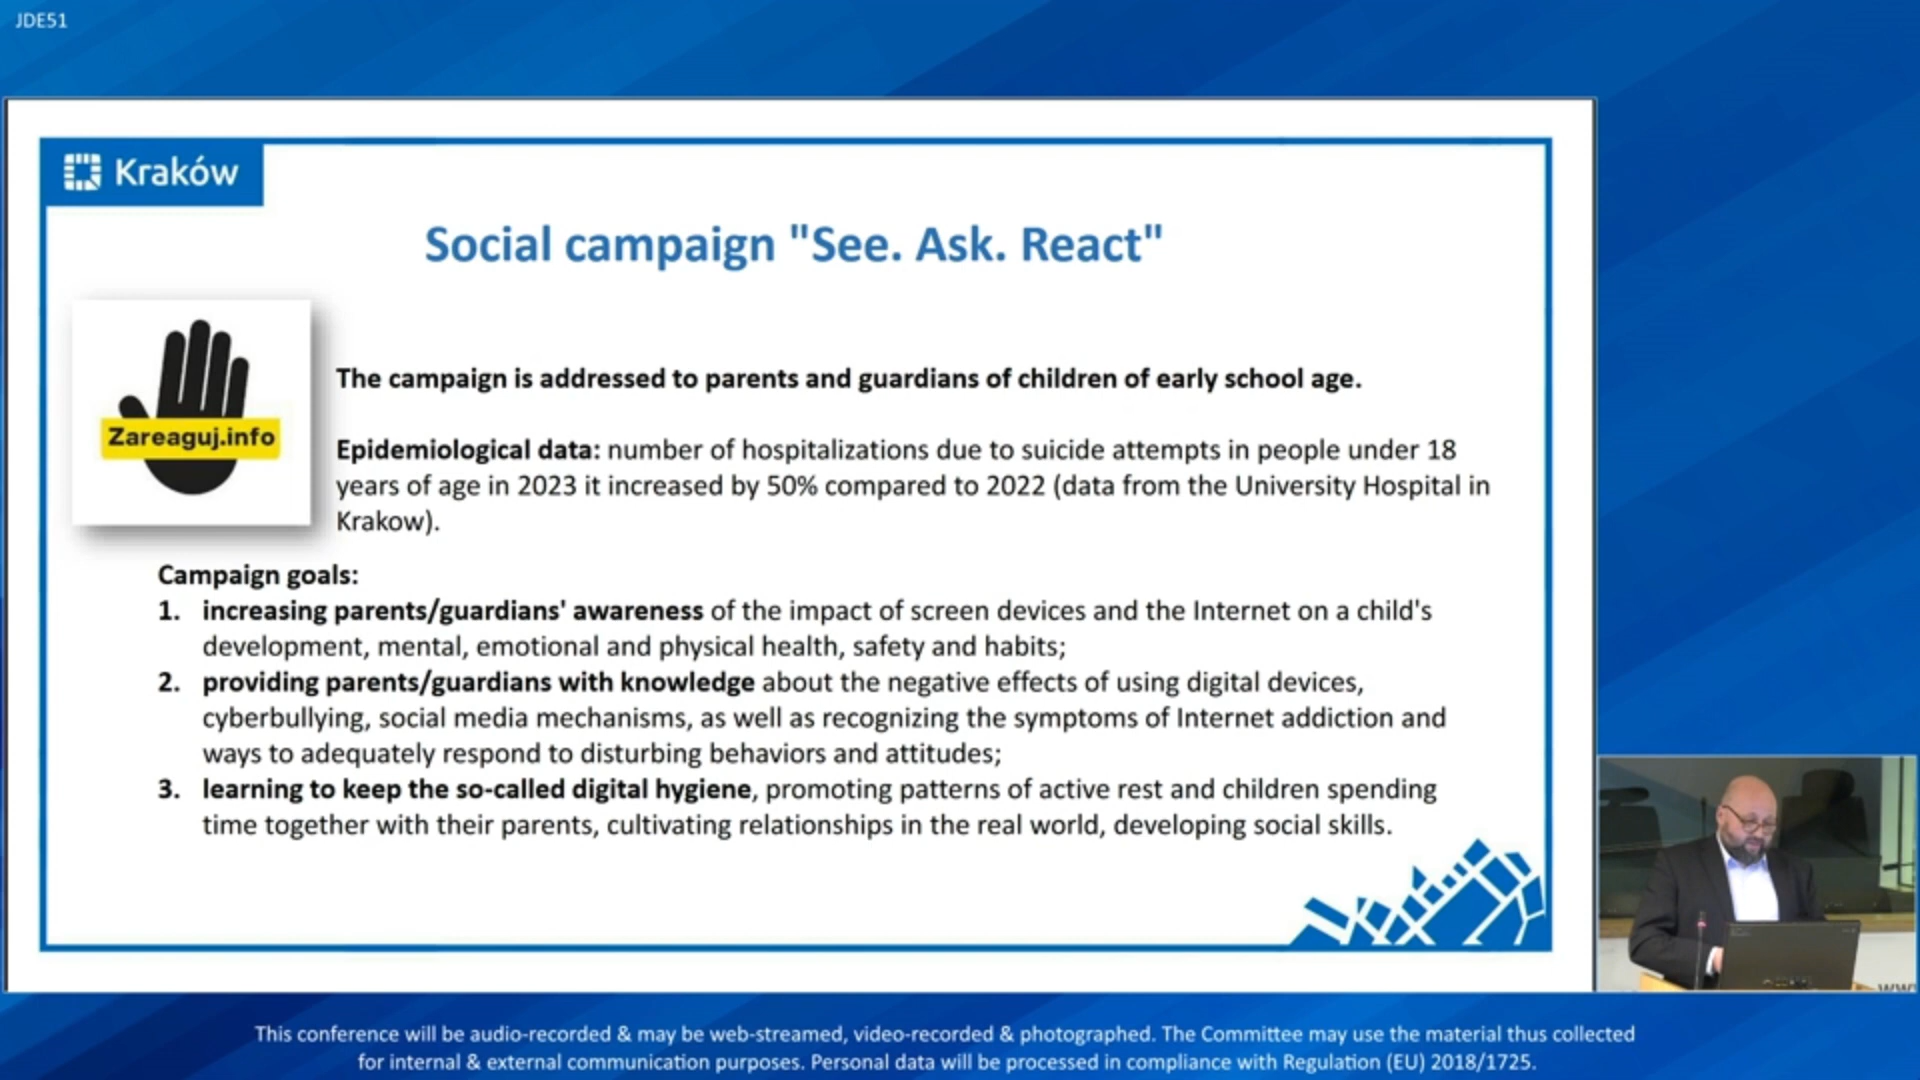 JDE51
Kraków
Social campaign "See. Ask. React"
Zareaguj.info
The campaign is addressed to parents and guardians of children of early school age.
Epidemiological data: number of hospitalizations due to suicide attempts in people under 18
years of age in 2023 it increased by 50% compared to 2022 (data from the University Hospital in
Krakow).
Campaign goals:
1. increasing parents/guardians' awareness of the impact of screen devices and the Internet on a child's
development, mental, emotional and physical health, safety and habits;
2. providing parents/guardians with knowledge about the negative effects of using digital devices,
cyberbullying, social media mechanisms, as well as recognizing the symptoms of Internet addiction and
ways to adequately respond to disturbing behaviors and attitudes;
3. learning to keep the so-called digital hygiene, promoting patterns of active rest and children spending
time together with their parents, cultivating relationships in the real world, developing social skills.
This conference will be audio-recorded & may be web-streamed, video-recorded & photographed. The Committee may use the material thus collected
for internal & external communication purposes. Personal data will be processed in compliance with Regulation (EU) 2018/1725.